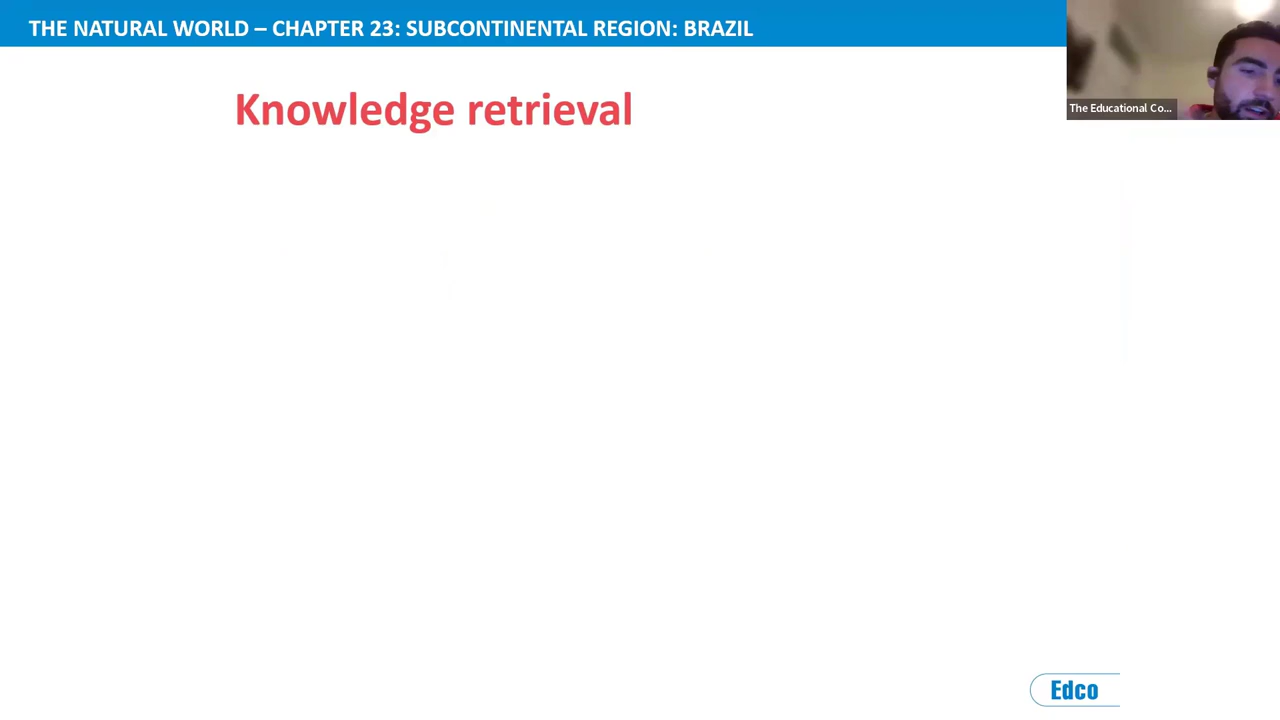 THE NATURAL WORLD – CHAPTER 23: SUBCONTINENTAL REGION: BRAZIL
Knowledge retrieval
The Educational Co...
Edco